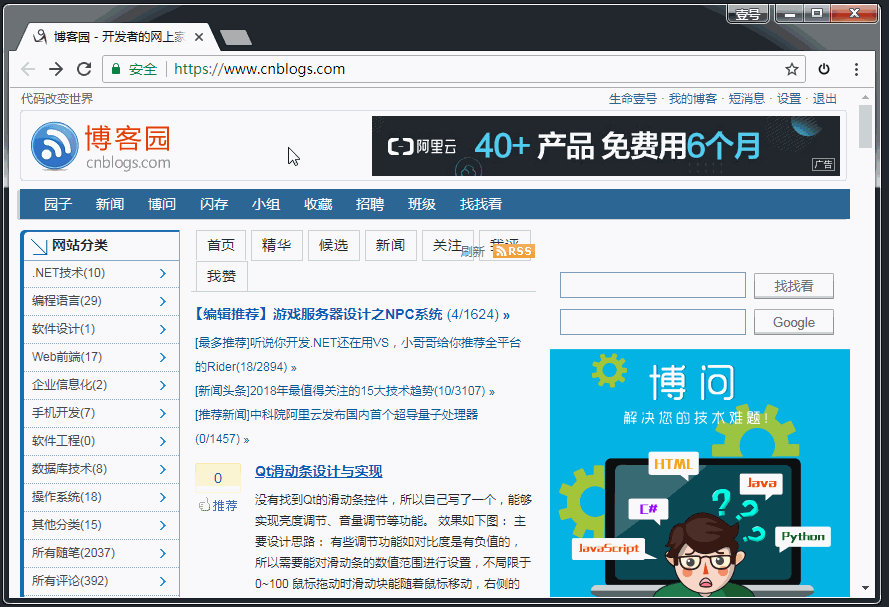 壹号
博客园 - 开发者的网上家
安全
https://www.cnblogs.com
代码改变世界
生命壹号 · 我的博客 · 短消息 · 设置 · 退出
博客园
cnblogs.com
阿里云
40+ 产品 免费用6个月
广告
园子 新闻 博问 闪存 小组 收藏 招聘 班级 找找看
网站分类
.NET技术(10)
编程语言(29)
软件设计(1)
Web前端(17)
企业信息化(2)
手机开发(7)
软件工程(0)
数据库技术(8)
操作系统(18)
其他分类(15)
所有随笔(2037)
所有评论(392)
首页 精华 候选 新闻 关注 我评
刷新 RSS
我赞
【编辑推荐】游戏服务器设计之NPC系统 (4/1624) »
[最多推荐]听说你开发.NET还在用VS，小哥哥给你推荐全平台
的Rider(18/2894) »
[新闻头条]2018年最值得关注的15大技术趋势(10/3107) »
[推荐新闻]中科院阿里云发布国内首个超导量子处理器
(0/1457) »
0
推荐
Qt滑动条设计与实现
没有找到Qt的滑动条控件，所以自己写了一个，能够
实现亮度调节、音量调节等功能。 效果如下图： 主
要设计思路： 有些调节功能如对比度是有负值的，
所以需要能对滑动条的数值范围进行设置，不局限于
0~100 鼠标拖动时滑动块能随着鼠标移动，右侧的
找找看
Google
博问
解决您的技术难题!
HTML
Java
C#
Python
JavaScript